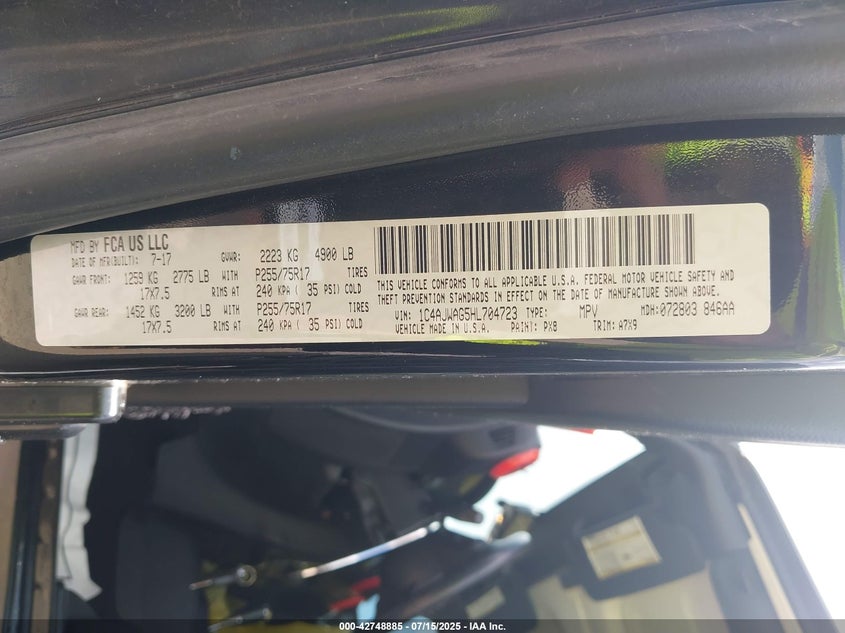 MFD BY FCA US LLC
DATE OF MFR(BUILT): 7-17 GVWR: 2223 KG 4900 LB
GAWR FRONT: 1259 KG 2775 LB WITH P255/75R17 TIRES
17X7.5 RIMS AT 240 KPA ( 35 PSI) COLD
GAWR REAR: 1452 KG 3200 LB WITH P255/75R17 TIRES
17X7.5 RIMS AT 240 KPA ( 35 PSI) COLD
THIS VEHICLE CONFORMS TO ALL APPLICABLE U.S.A. FEDERAL MOTOR VEHICLE SAFETY AND
THEFT PREVENTION STANDARDS IN EFFECT ON THE DATE OF MANUFACTURE SHOWN ABOVE.
VIN: 1C4AJWAG5HL704723 TYPE: MPV MDH:072803 846AA
VEHICLE MADE IN U.S.A. PAINT: PX8 TRIM: A7X9
000-42748885 - 07/15/2025 - IAA Inc.